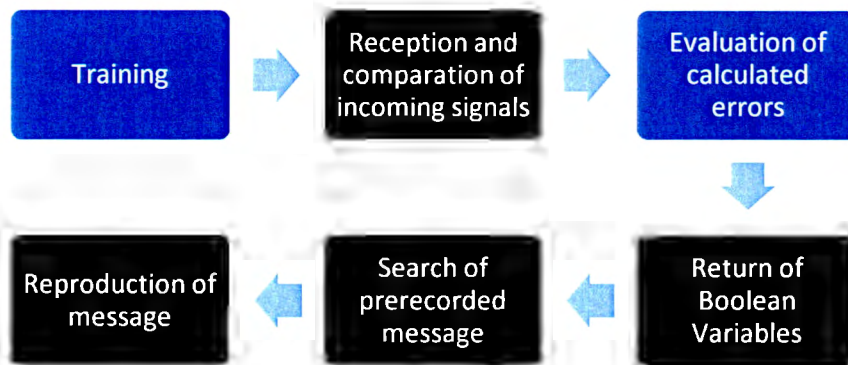 Training
Reception and
comparation of
incoming signals
Evaluation of
calculated
errors
Return of
Boolean
Variables
Search of
prerecorded
message
Reproduction of
message